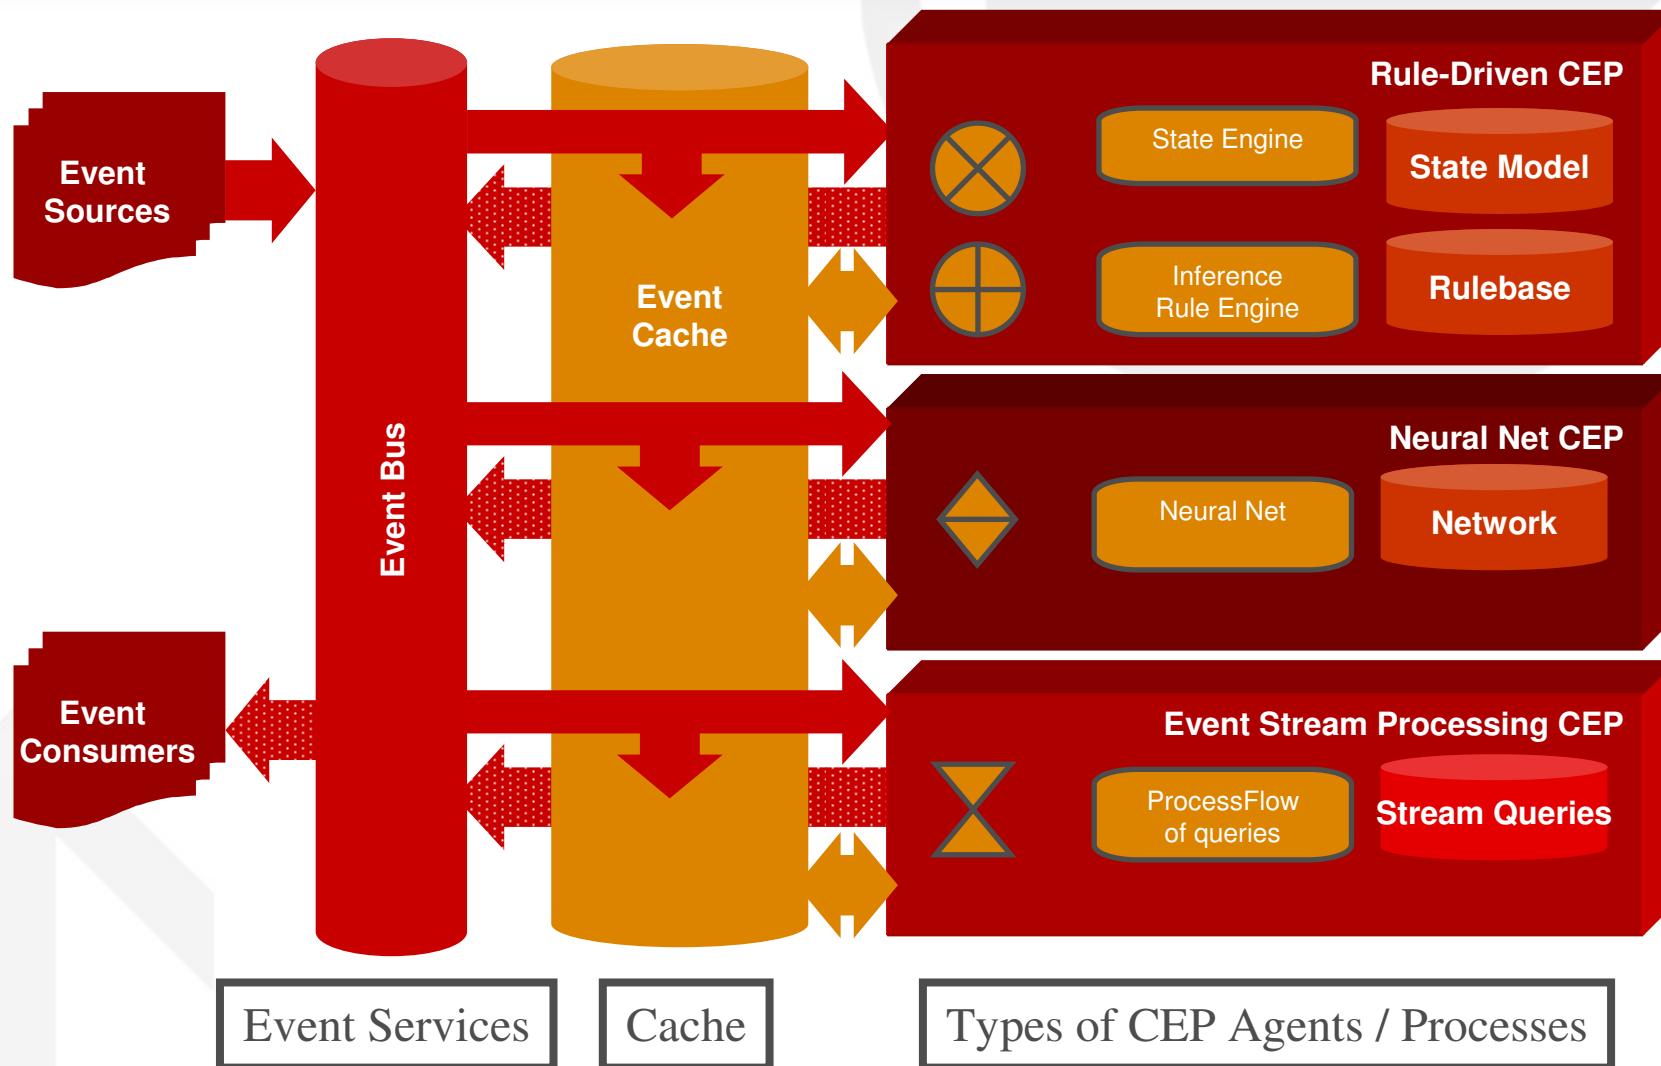 Event
Sources
Event Bus
Event
Cache
Event
Consumers
Rule-Driven CEP
State Engine
State Model
Inference
Rule Engine
Rulebase
Neural Net CEP
Neural Net
Network
Event Stream Processing CEP
ProcessFlow
of queries
Stream Queries
Event Services
Cache
Types of CEP Agents / Processes